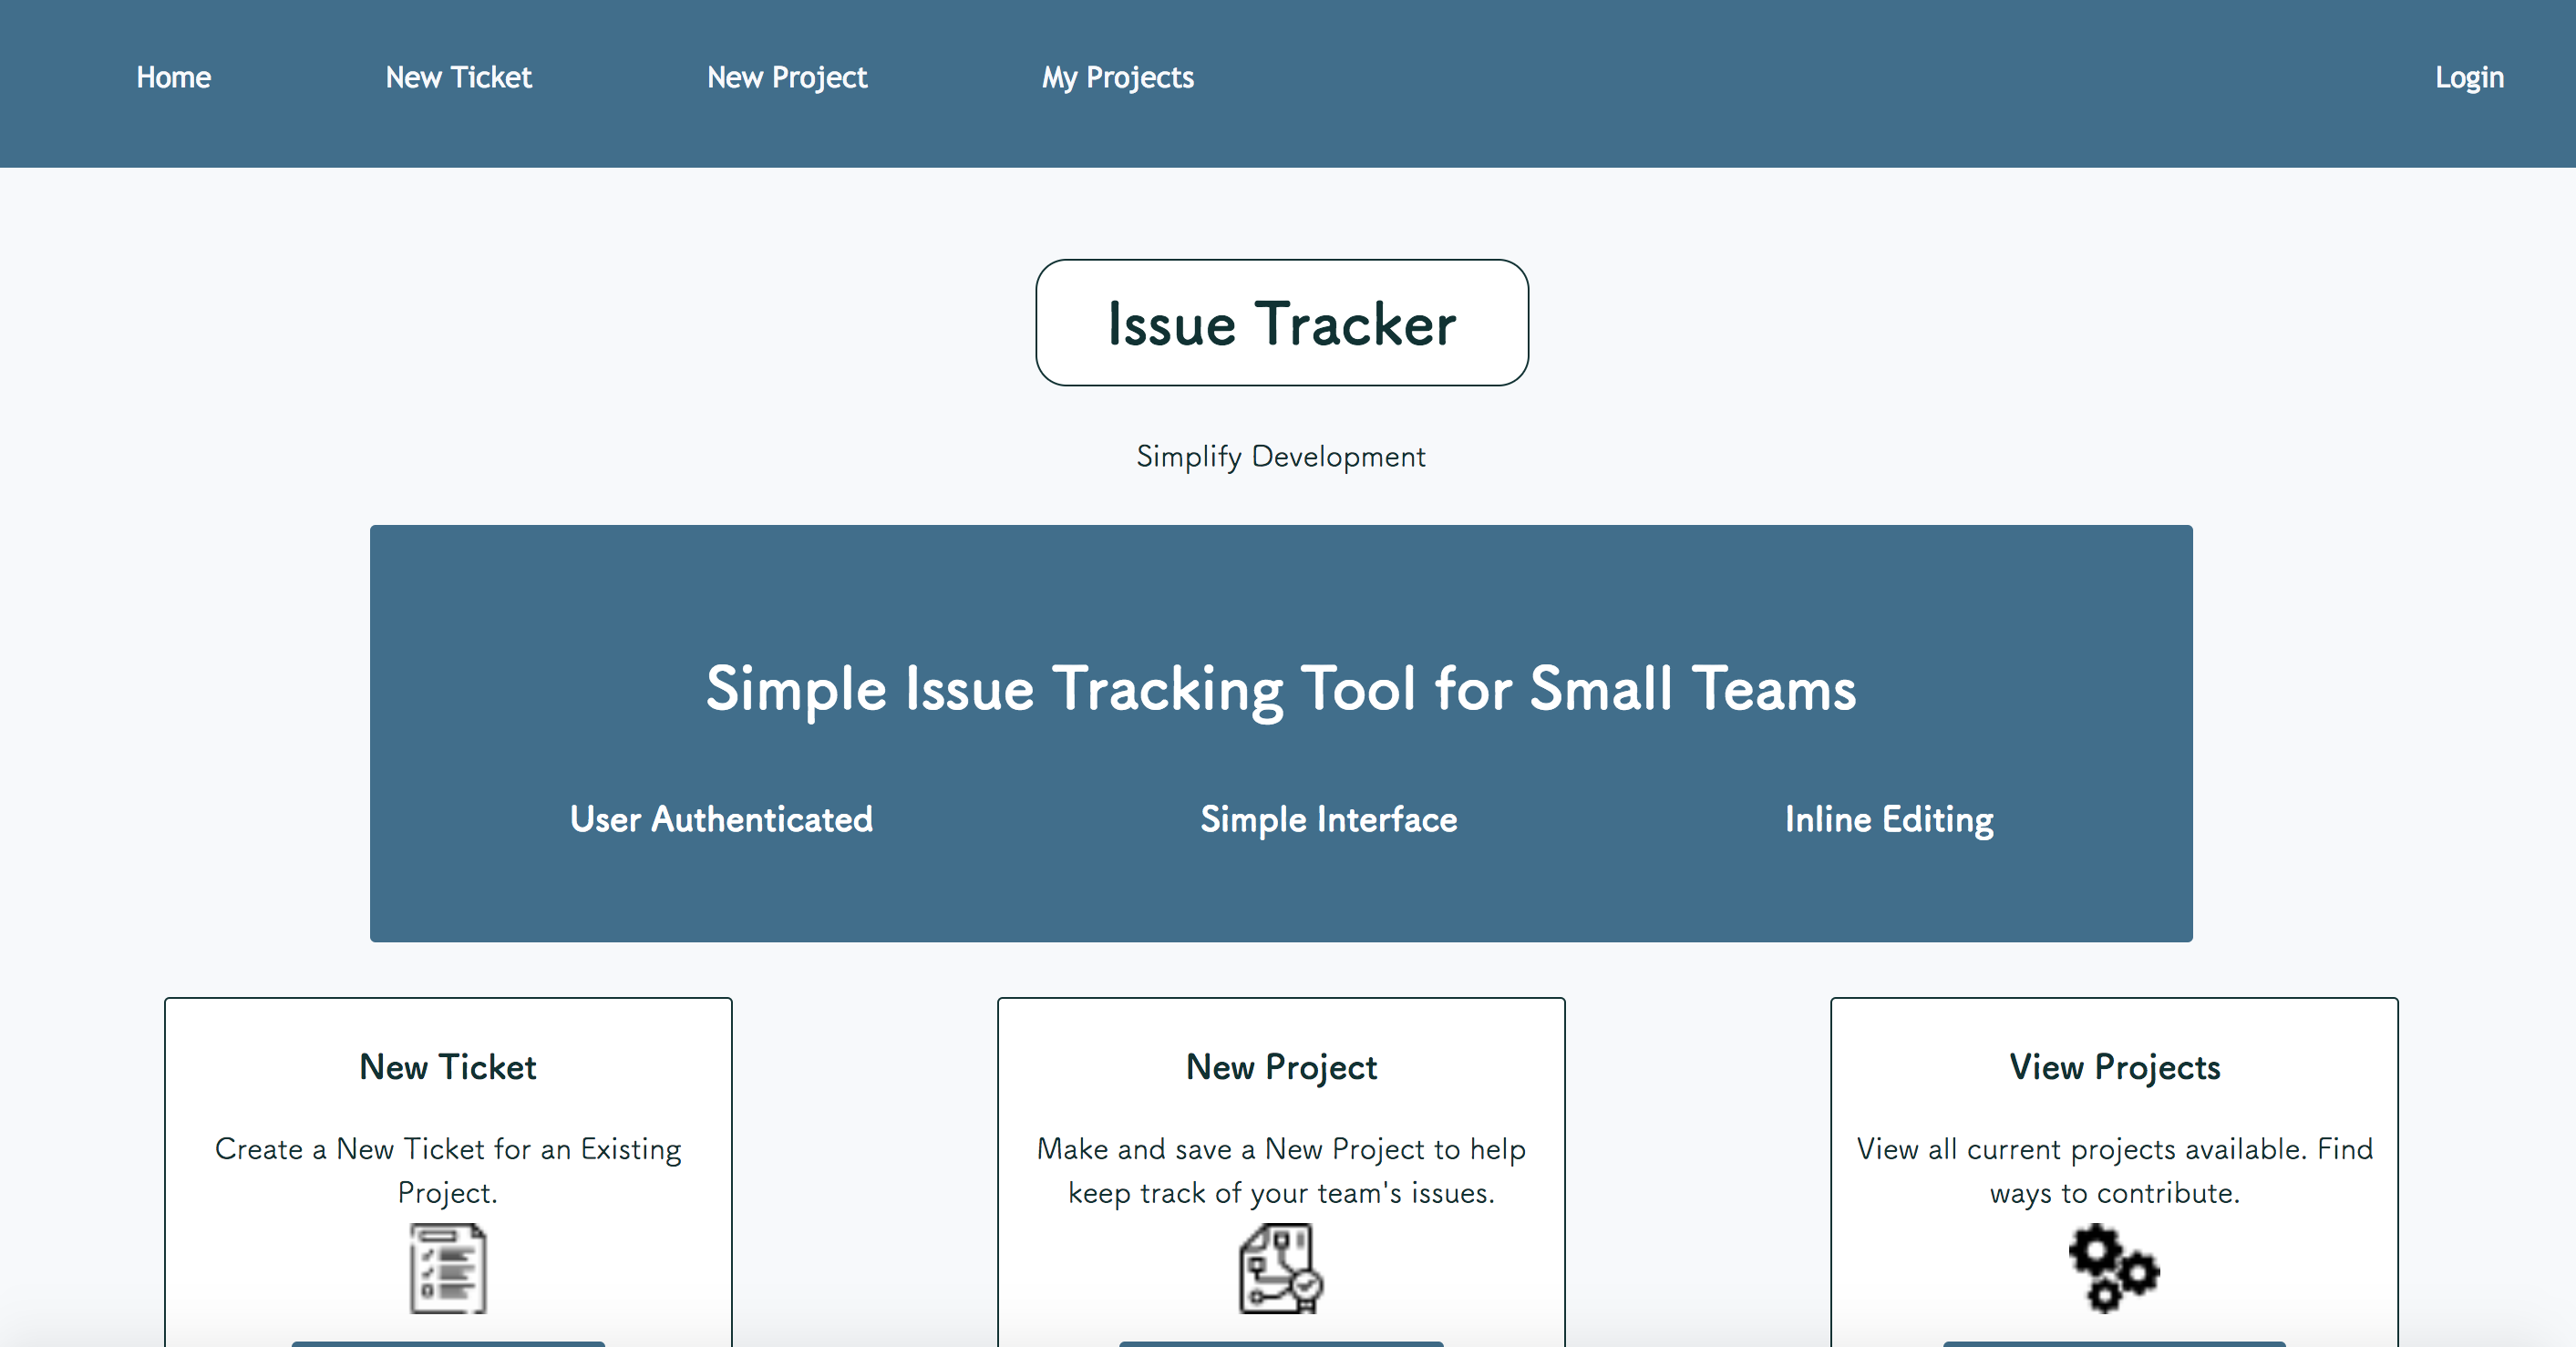 Home
New Ticket
New Project
My Projects
Login
Issue Tracker
Simplify Development
Simple Issue Tracking Tool for Small Teams
User Authenticated
Simple Interface
Inline Editing
New Ticket
Create a New Ticket for an Existing
Project.
New Project
Make and save a New Project to help
keep track of your team's issues.
View Projects
View all current projects available. Find
ways to contribute.